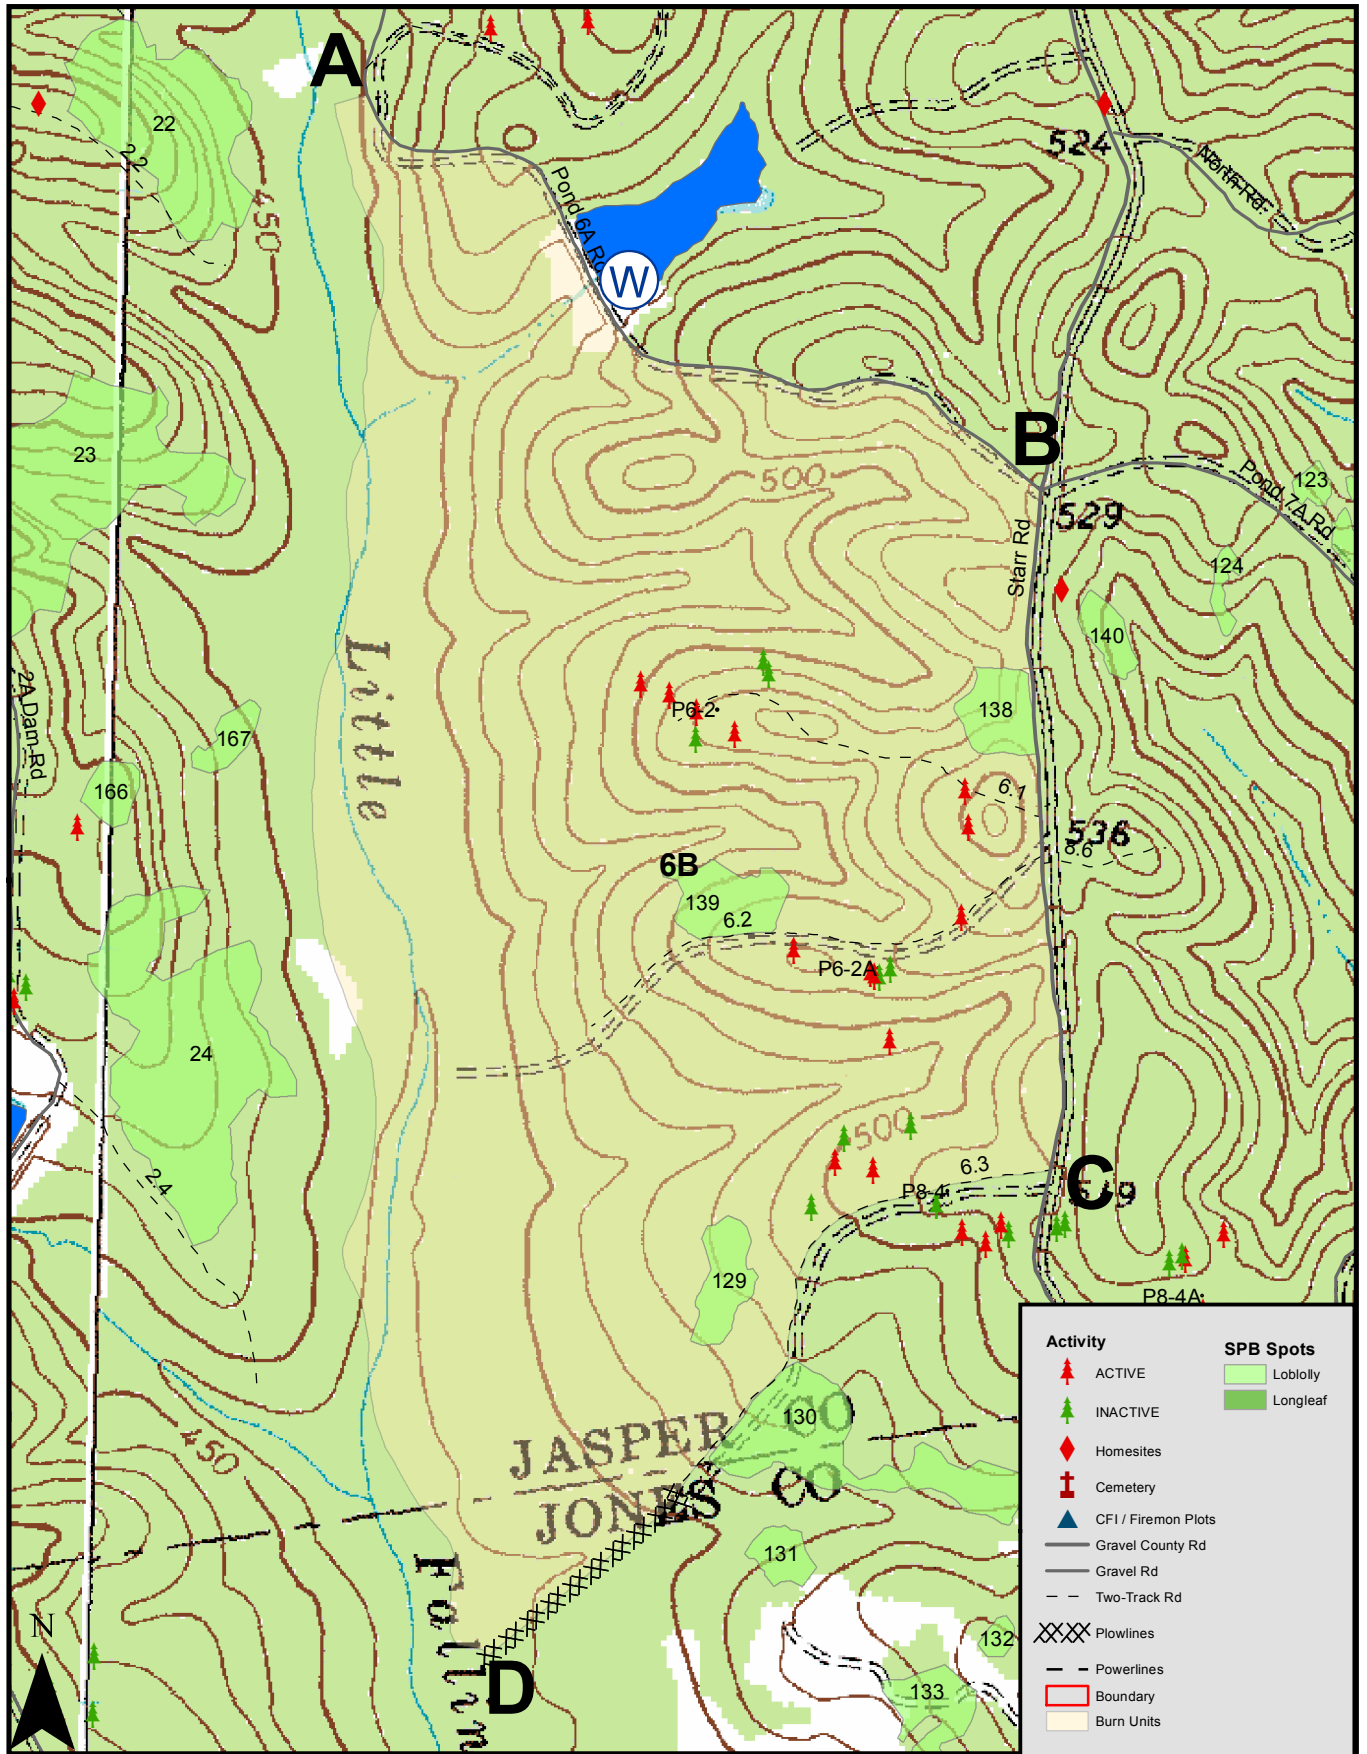 A
22
2.2
450
524
North Rd.
Pond 6A Rd
W
B
23
500
529
Pond 7A Rd
123
Starr Rd
124
140
Little
2A Dam Rd
167
166
P6-2
138
6.1
536
8.6
6B
139
6.2
P6-2A
24
500
2.4
6.3
P8-4
C
9
129
P8-4A
130
JASPER CO
JONES CO
450
131
D
132
133
N
Activity
ACTIVE
INACTIVE
Homesites
Cemetery
CFI / Firemon Plots
Gravel County Rd
Gravel Rd
Two-Track Rd
Plowlines
Powerlines
Boundary
Burn Units
SPB Spots
Loblolly
Longleaf